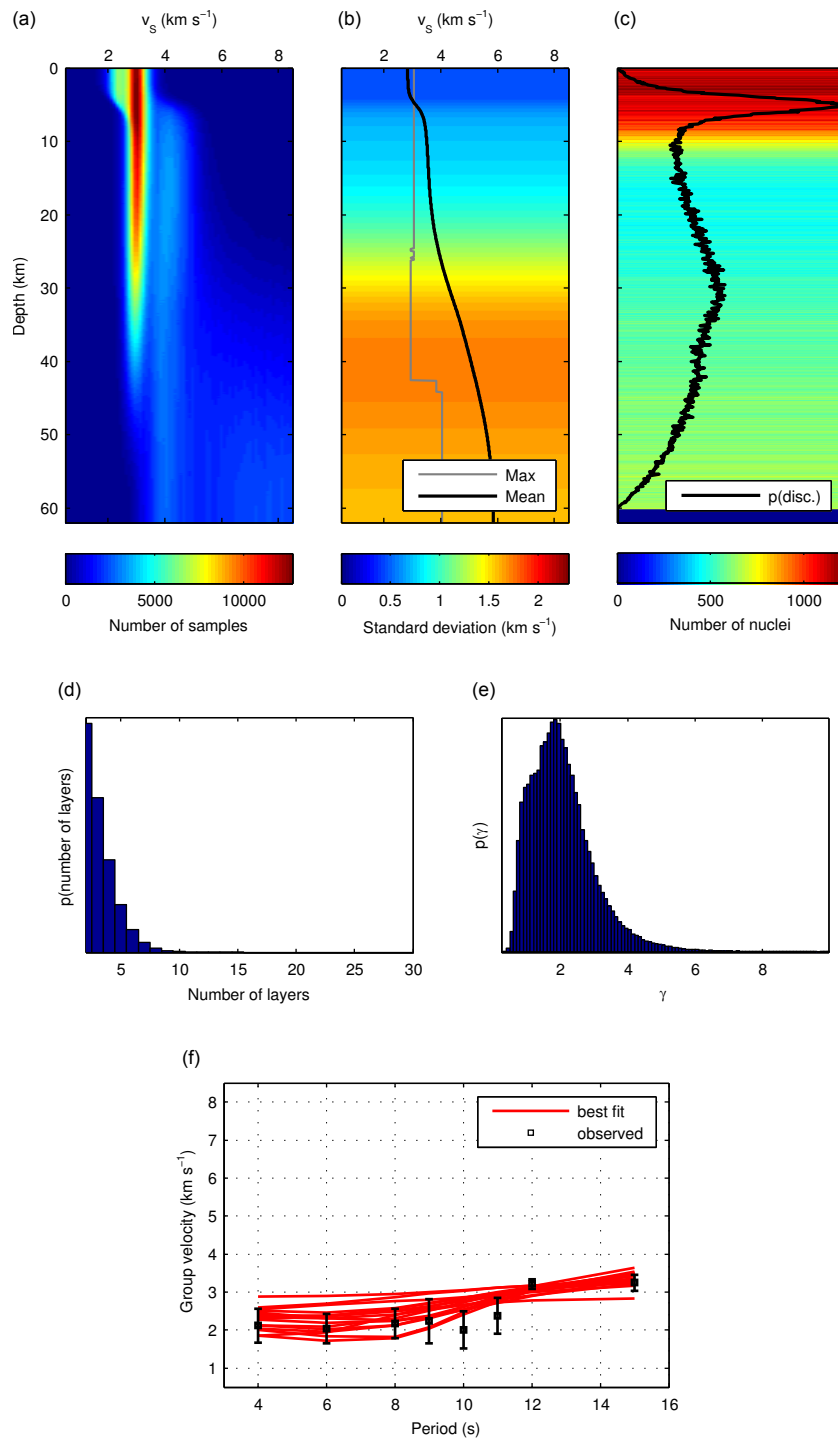 (a)
(b)
(c)
v_S (km s⁻¹)
v_S (km s⁻¹)
2 4 6 8
2 4 6 8
0
10
20
30
40
50
60
Depth (km)
Max
Mean
p(disc.)
0 5000 10000
Number of samples
0 0.5 1 1.5 2
Standard deviation (km s⁻¹)
0 500 1000
Number of nuclei
(d)
(e)
p(number of layers)
5 10 15 20 25 30
Number of layers
p(γ)
2 4 6 8
γ
(f)
best fit
observed
8
7
6
5
4
3
2
1
Group velocity (km s⁻¹)
4 6 8 10 12 14 16
Period (s)